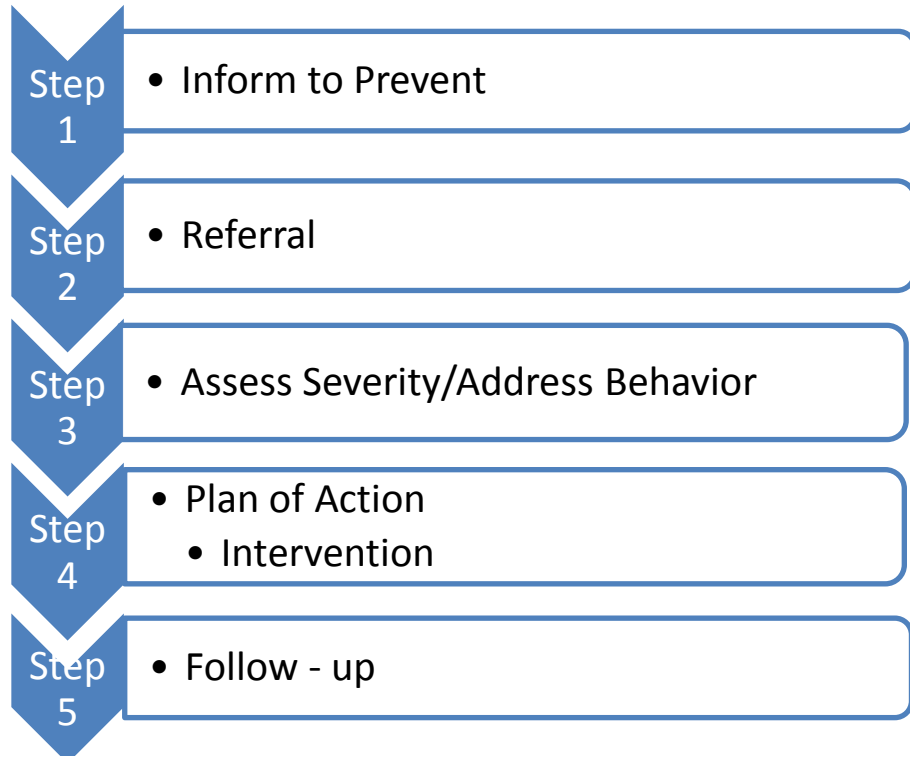 Step
1
• Inform to Prevent
Step
2
• Referral
Step
3
• Assess Severity/Address Behavior
Step
4
• Plan of Action
• Intervention
Step
5
• Follow - up